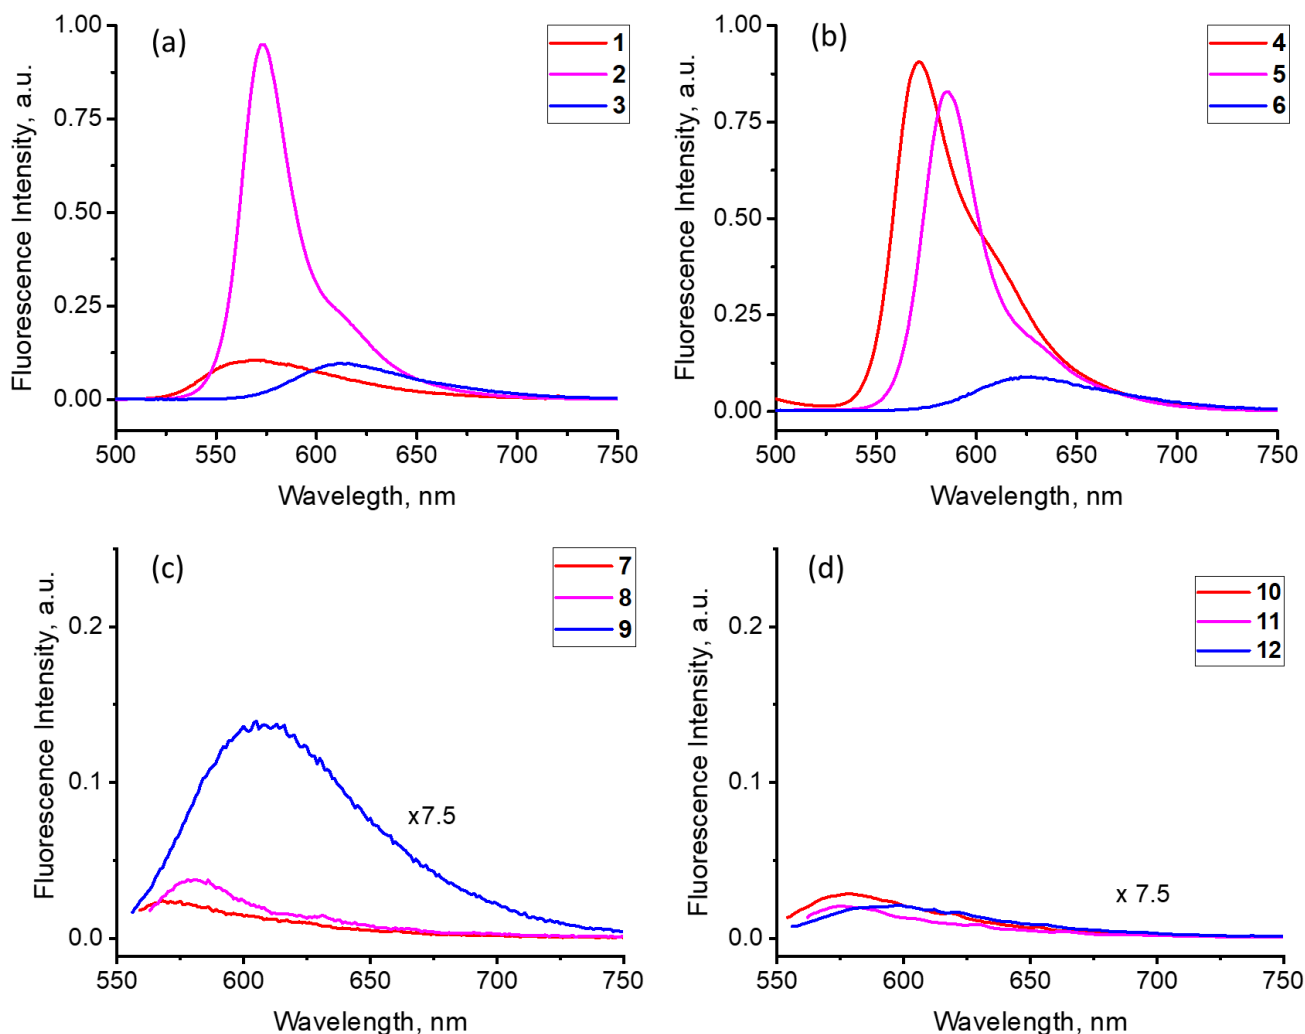 (a)
1
2
3
Fluorescence Intensity, a.u.
1.00
0.75
0.50
0.25
0.00
500 550 600 650 700 750
Wavelegth, nm
(b)
4
5
6
Fluorescence Intensity, a.u.
1.00
0.75
0.50
0.25
0.00
500 550 600 650 700 750
Wavelength, nm
(c)
7
8
9
x7.5
Fluorescence Intensity, a.u.
0.2
0.1
0.0
550 600 650 700 750
Wavelength, nm
(d)
10
11
12
x 7.5
Fluorescence Intensity, a.u.
0.2
0.1
0.0
550 600 650 700 750
Wavelength, nm